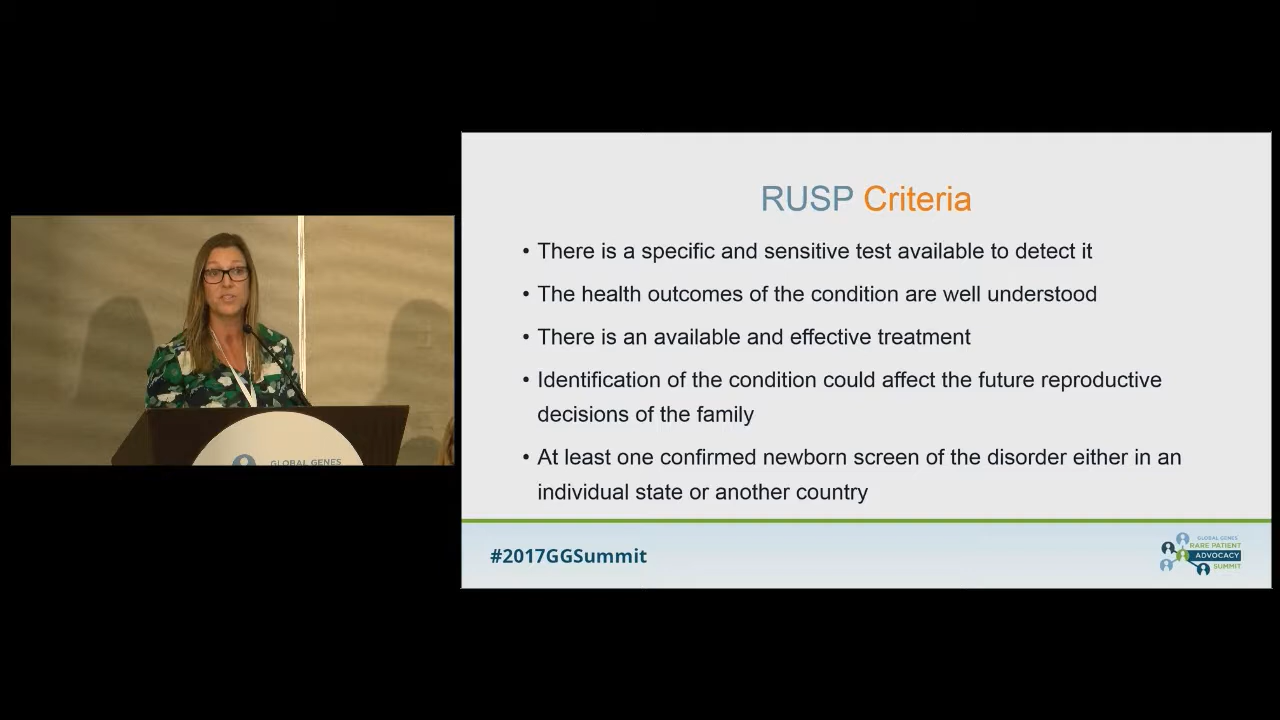 RUSP Criteria
• There is a specific and sensitive test available to detect it
• The health outcomes of the condition are well understood
• There is an available and effective treatment
• Identification of the condition could affect the future reproductive
decisions of the family
• At least one confirmed newborn screen of the disorder either in an
individual state or another country
#2017GGSummit
GLOBAL GENES
RARE PATIENT
ADVOCACY
SUMMIT
GLOBAL GENES